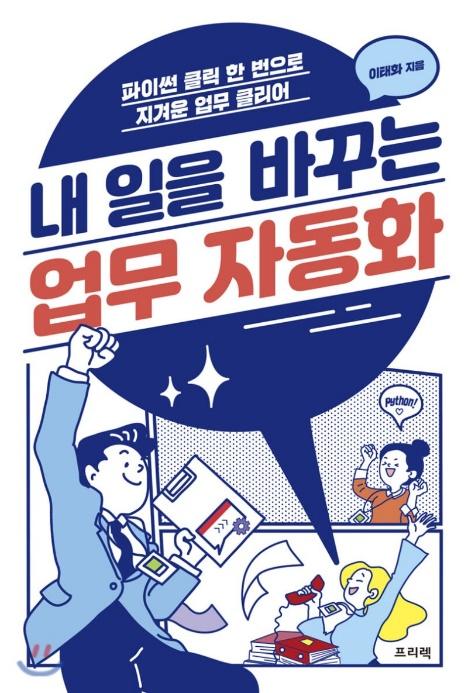 파이썬 클릭 한 번으로
지겨운 업무 클리어
이태화 지음
내 일을 바꾸는
업무 자동화
Python!
프리렉